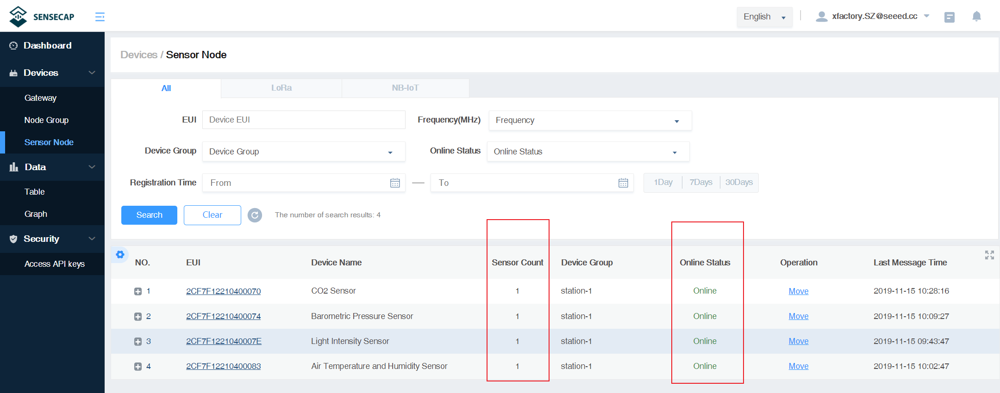 SENSECAP
English
xfactory.SZ@seeed.cc
Dashboard
Devices
Gateway
Node Group
Sensor Node
Data
Table
Graph
Security
Access API keys
Devices / Sensor Node
All LoRa NB-IoT
EUI Device EUI Frequency(MHz) Frequency
Device Group Device Group Online Status Online Status
Registration Time From — To 1Day 7Days 30Days
Search Clear The number of search results: 4
NO. EUI Device Name Sensor Count Device Group Online Status Operation Last Message Time
1 2CF7F12210400070 CO2 Sensor 1 station-1 Online Move 2019-11-15 10:28:16
2 2CF7F12210400074 Barometric Pressure Sensor 1 station-1 Online Move 2019-11-15 10:09:27
3 2CF7F1221040007E Light Intensity Sensor 1 station-1 Online Move 2019-11-15 09:43:47
4 2CF7F12210400083 Air Temperature and Humidity Sensor 1 station-1 Online Move 2019-11-15 10:02:47